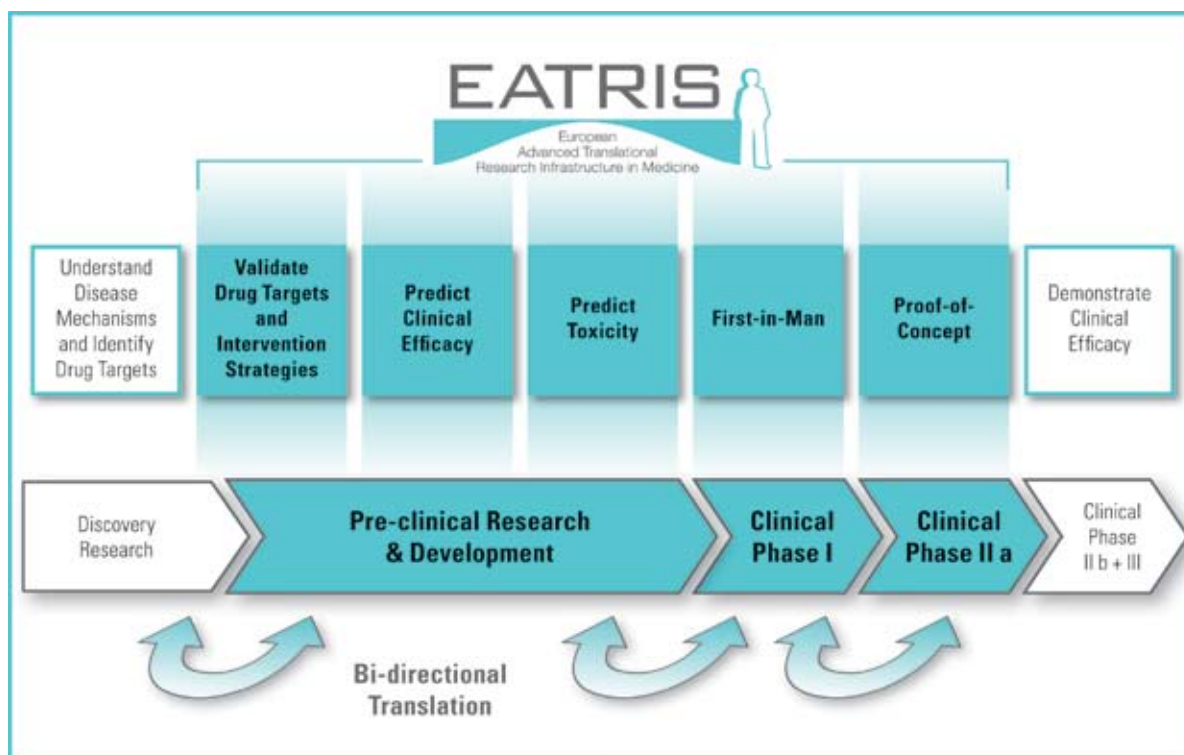 EATRIS
European
Advanced Translational
Research Infrastructure in Medicine
Understand
Disease
Mechanisms
and Identify
Drug Targets
Validate
Drug Targets
and
Intervention
Strategies
Predict
Clinical
Efficacy
Predict
Toxicity
First-in-Man
Proof-of-
Concept
Demonstrate
Clinical
Efficacy
Discovery
Research
Pre-clinical Research
& Development
Clinical
Phase I
Clinical
Phase II a
Clinical
Phase
II b + III
Bi-directional
Translation